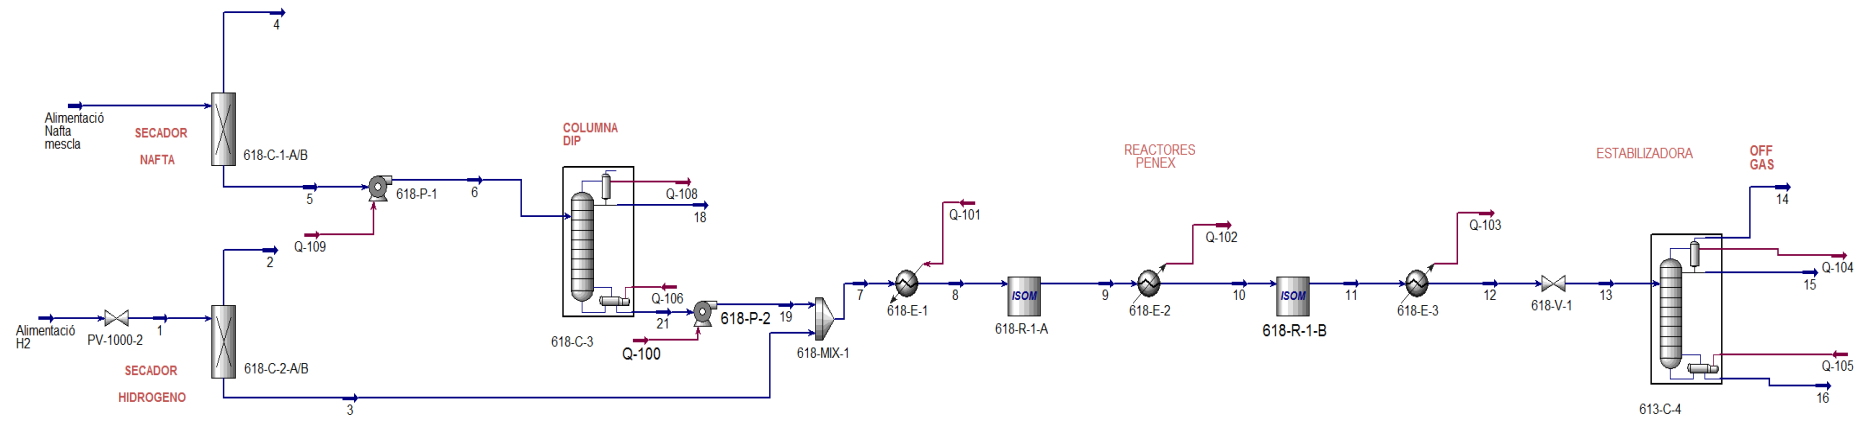 4
Alimentació
Nafta
mescla
SECADOR
NAFTA
618-C-1-A/B
5
618-P-1
6
Q-109
COLUMNA
DIP
Q-108
18
Q-106
21
618-P-2
19
Q-100
618-C-3
618-MIX-1
2
Alimentació
H2
PV-1000-2
1
618-C-2-A/B
SECADOR
HIDROGENO
3
7
Q-101
618-E-1
8
ISOM
618-R-1-A
9
REACTORES
PENEX
Q-102
618-E-2
10
ISOM
618-R-1-B
11
Q-103
618-E-3
12
618-V-1
13
ESTABILIZADORA
OFF
GAS
14
Q-104
15
Q-105
16
613-C-4